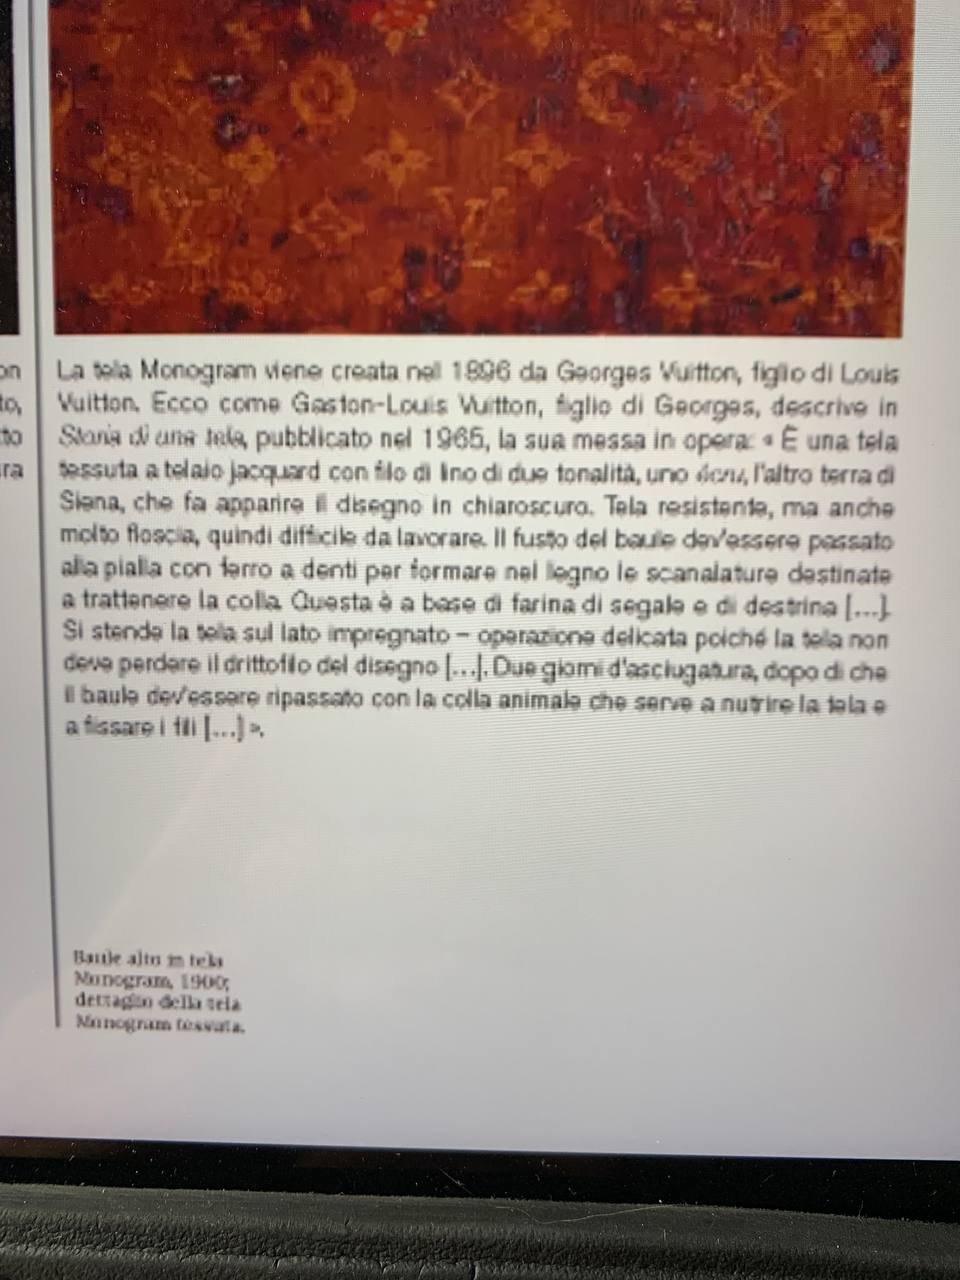 on
to,
to
ra
La tela Monogram viene creata nell 1896 da Georges Vuitton, figlio di Louis
Vuitton. Ecco come Gaston-Louis Vuitton, figlio di Georges, descrive in
Storia di una tela, pubblicato nel 1965, la sua messa in opera: « È una tela
tessuta a telaio jacquard con filo di lino di due tonalità, uno écru, l'altro terra di
Siena, che fa apparire il disegno in chiaroscuro. Tela resistente, ma anche
molto floscia, quindi difficile da lavorare. Il fusto del baule dev'essere passato
alla pialla con ferro a denti per formare nel legno le scanalature destinate
a trattenere la colla. Questa è a base di farina di segale e di destrina [...].
Si stende la tela sul lato impregnato – operazione delicata poiché la tela non
deve perdere il drittofilo del disegno [...]. Due giorni d'asciugatura, dopo di che
il baule dev'essere ripassato con la colla animale che serve a nutrire la tela e
a fissare i fili [...] ».
Baule alto in tela
Monogram, 1900;
dettaglio della tela
Monogram tessuta.